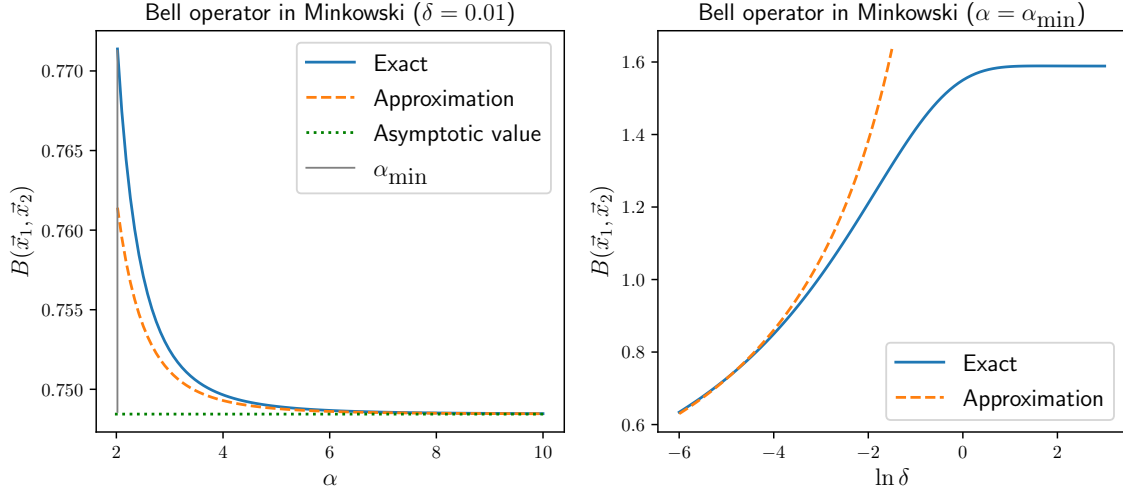 Bell operator in Minkowski (δ = 0.01)
0.770
0.765
0.760
0.755
0.750
B(x⃗₁, x⃗₂)
2
4
6
8
10
α
Exact
Approximation
Asymptotic value
α_min
Bell operator in Minkowski (α = α_min)
1.6
1.4
1.2
1.0
0.8
0.6
B(x⃗₁, x⃗₂)
−6
−4
−2
0
2
ln δ
Exact
Approximation